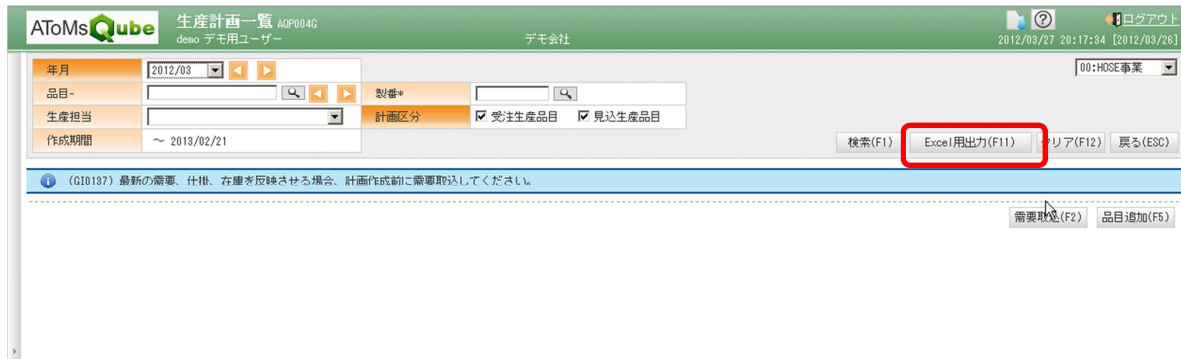 AToMsQube 生産計画一覧 AOP004G ログアウト
demo デモ用ユーザー デモ会社 2012/03/27 20:17:34 [2012/03/26]
年月 2012/03 00:HOSE事業
品目- 製番*
生産担当 計画区分 受注生産品目 見込生産品目
作成期間 ～ 2013/02/21 検索(F1) Excel用出力(F11) クリア(F12) 戻る(ESC)
(GI0137) 最新の需要、仕掛、在庫を反映させる場合、計画作成前に需要取込してください。
需要取込(F2) 品目追加(F5)